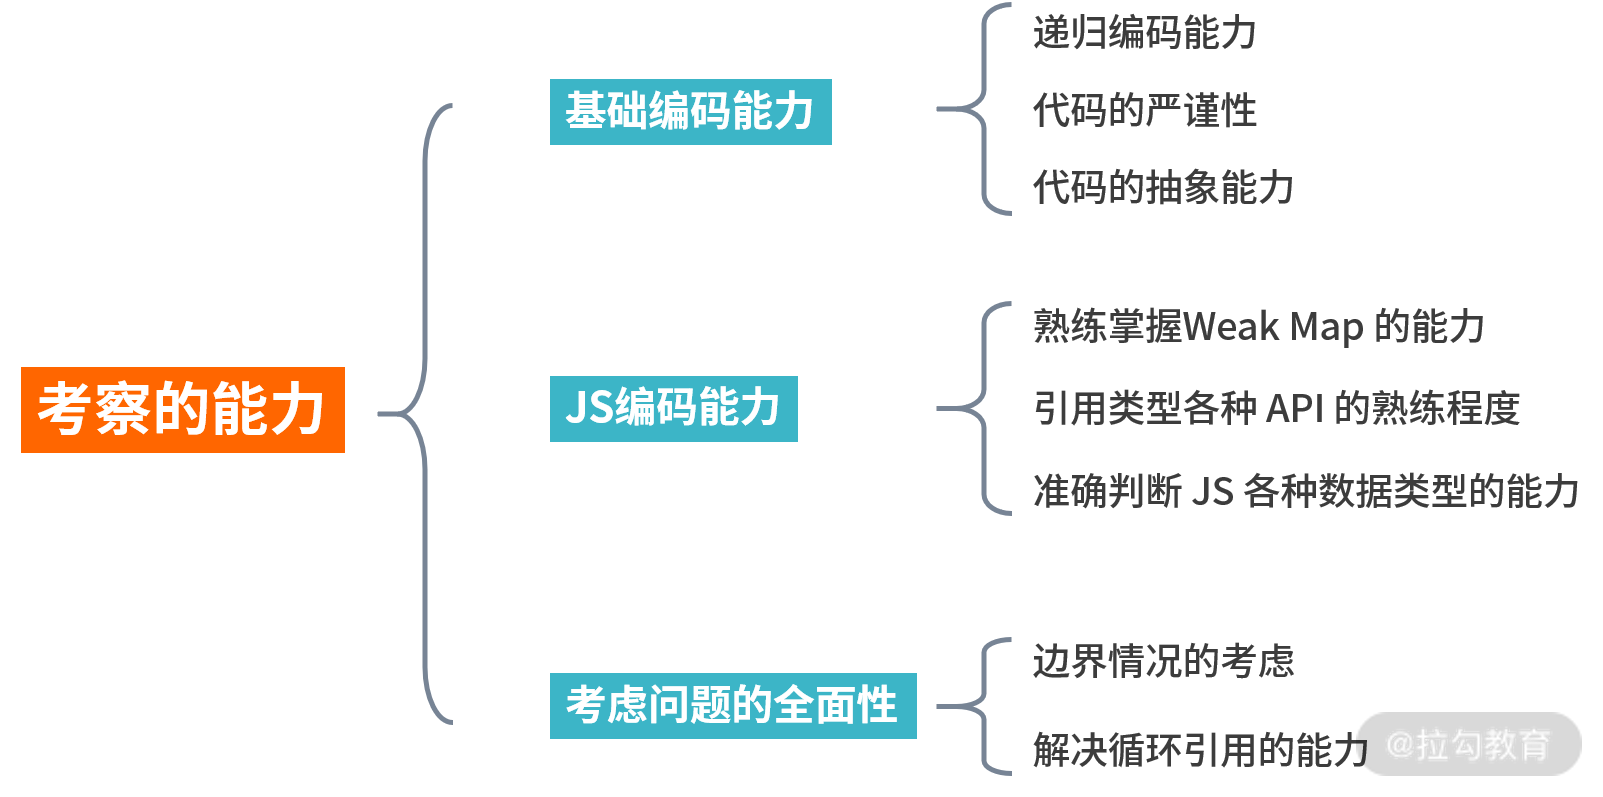 考察的能力
基础编码能力
递归编码能力
代码的严谨性
代码的抽象能力
JS编码能力
熟练掌握Weak Map 的能力
引用类型各种 API 的熟练程度
准确判断 JS 各种数据类型的能力
考虑问题的全面性
边界情况的考虑
解决循环引用的能力
@拉勾教育